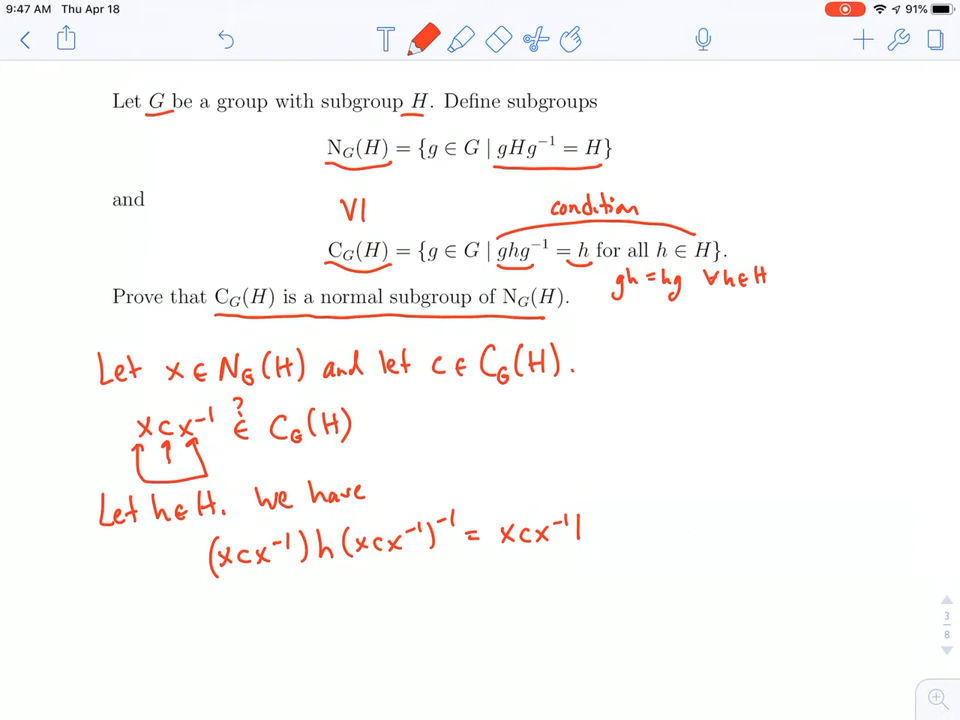 9:47 AM Thu Apr 18 91%
T
Let G be a group with subgroup H. Define subgroups
N_G(H) = {g ∈ G | gHg⁻¹ = H}
and
V| condition
C_G(H) = {g ∈ G | ghg⁻¹ = h for all h ∈ H}.
gh = hg ∀h∈H
Prove that C_G(H) is a normal subgroup of N_G(H).
Let x ∈ N_G(H) and let c ∈ C_G(H).
?
xcx⁻¹ ∈ C_G(H)
Let h∈H. We have
(xcx⁻¹)h(xcx⁻¹)⁻¹ = xcx⁻¹|
3
8